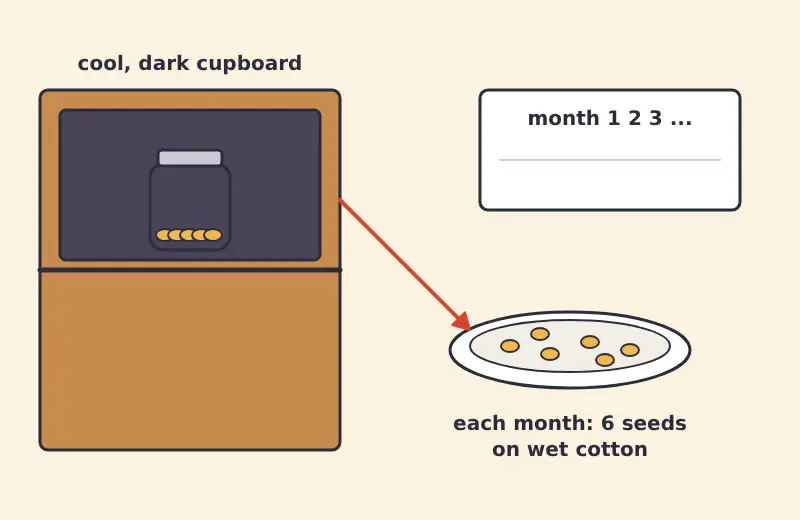 cool, dark cupboard
month 1 2 3 ...
each month: 6 seeds
on wet cotton